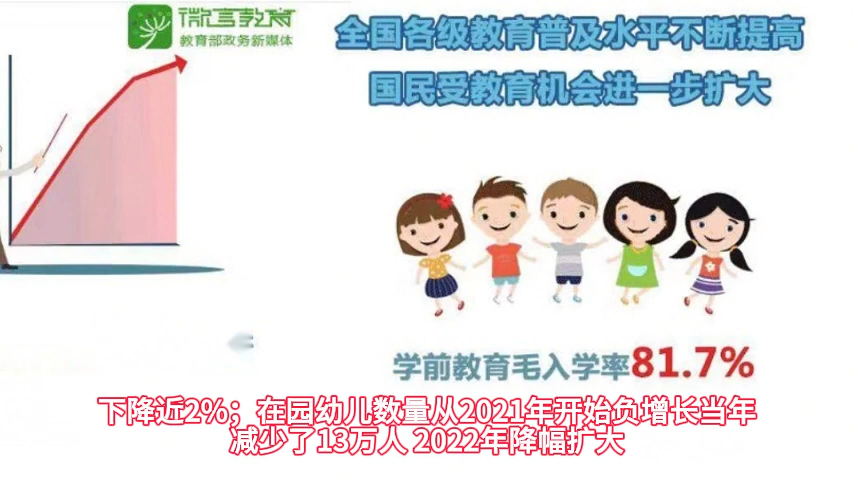 微言教育
教育部政务新媒体
全国各级教育普及水平不断提高
国民受教育机会进一步扩大
学前教育毛入学率81.7%
下降近2%；在园幼儿数量从2021年开始负增长当年
减少了13万人 2022年降幅扩大